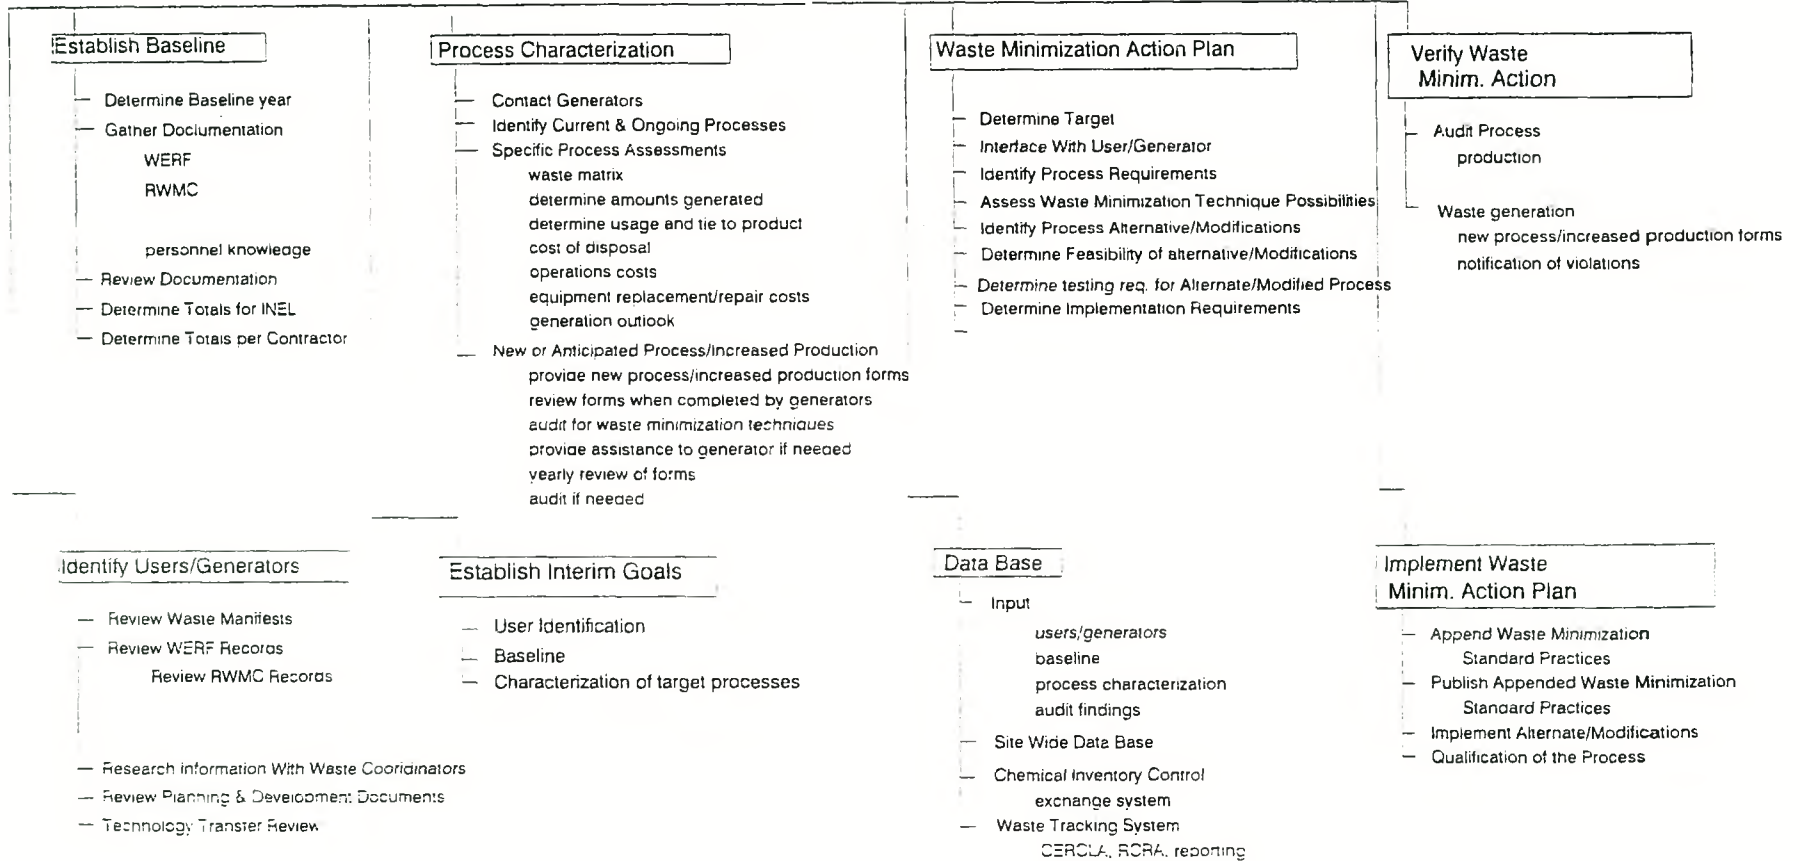 Establish Baseline
Determine Baseline year
Gather Documentation
WERF
RWMC
personnel knowledge
Review Documentation
Determine Totals for INEL
Determine Totals per Contractor
Process Characterization
Contact Generators
Identify Current & Ongoing Processes
Specific Process Assessments
waste matrix
determine amounts generated
determine usage and tie to product
cost of disposal
operations costs
equipment replacement/repair costs
generation outlook
New or Anticipated Process/Increased Production
provide new process/increased production forms
review forms when completed by generators
audit for waste minimization techniques
provide assistance to generator if needed
yearly review of forms
audit if needed
Waste Minimization Action Plan
Determine Target
Interface With User/Generator
Identify Process Requirements
Assess Waste Minimization Technique Possibilities
Identify Process Alternative/Modifications
Determine Feasibility of alternative/Modifications
Determine testing req. for Alternate/Modified Process
Determine Implementation Requirements
Verify Waste
Minim. Action
Audit Process
production
Waste generation
new process/increased production forms
notification of violations
Identify Users/Generators
Review Waste Manifests
Review WERF Records
Review RWMC Records
Research Information With Waste Cooridinators
Review Planning & Development Documents
Technology Transfer Review
Establish Interim Goals
User Identification
Baseline
Characterization of target processes
Data Base
Input
users/generators
baseline
process characterization
audit findings
Site Wide Data Base
Chemical Inventory Control
exchange system
Waste Tracking System
CERCLA, RCRA, reporting
Implement Waste
Minim. Action Plan
Append Waste Minimization
Standard Practices
Publish Appended Waste Minimization
Standard Practices
Implement Alternate/Modifications
Qualification of the Process